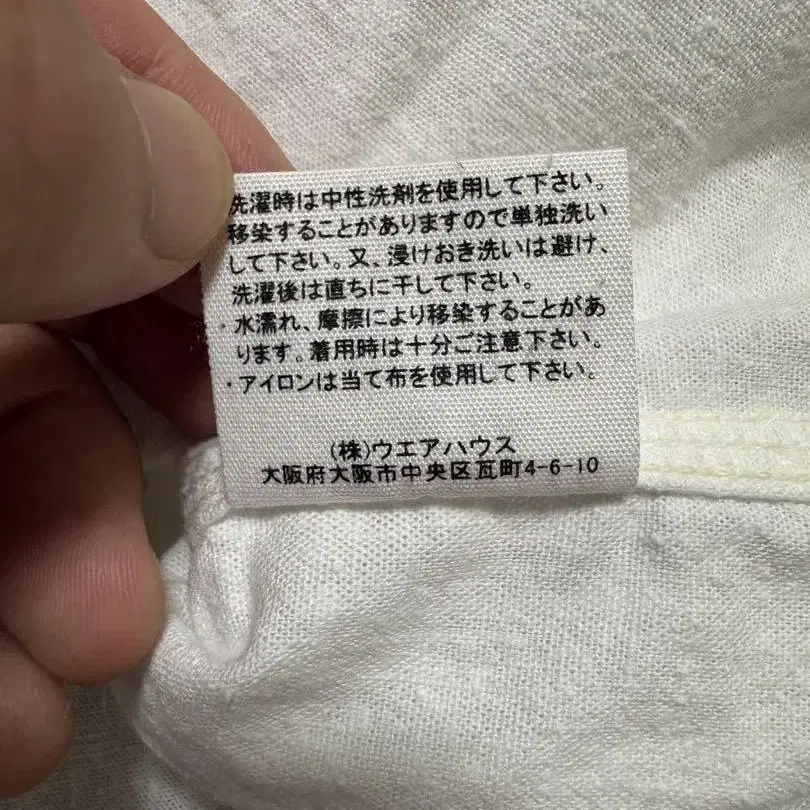 洗濯時は中性洗剤を使用して下さい。
移染することがありますので単独洗い
して下さい。又、浸けおき洗いは避け、
洗濯後は直ちに干して下さい。
・水濡れ、摩擦により移染することがあ
ります。着用時は十分ご注意下さい。
・アイロンは当て布を使用して下さい。
(株)ウエアハウス
大阪府大阪市中央区瓦町4-6-10